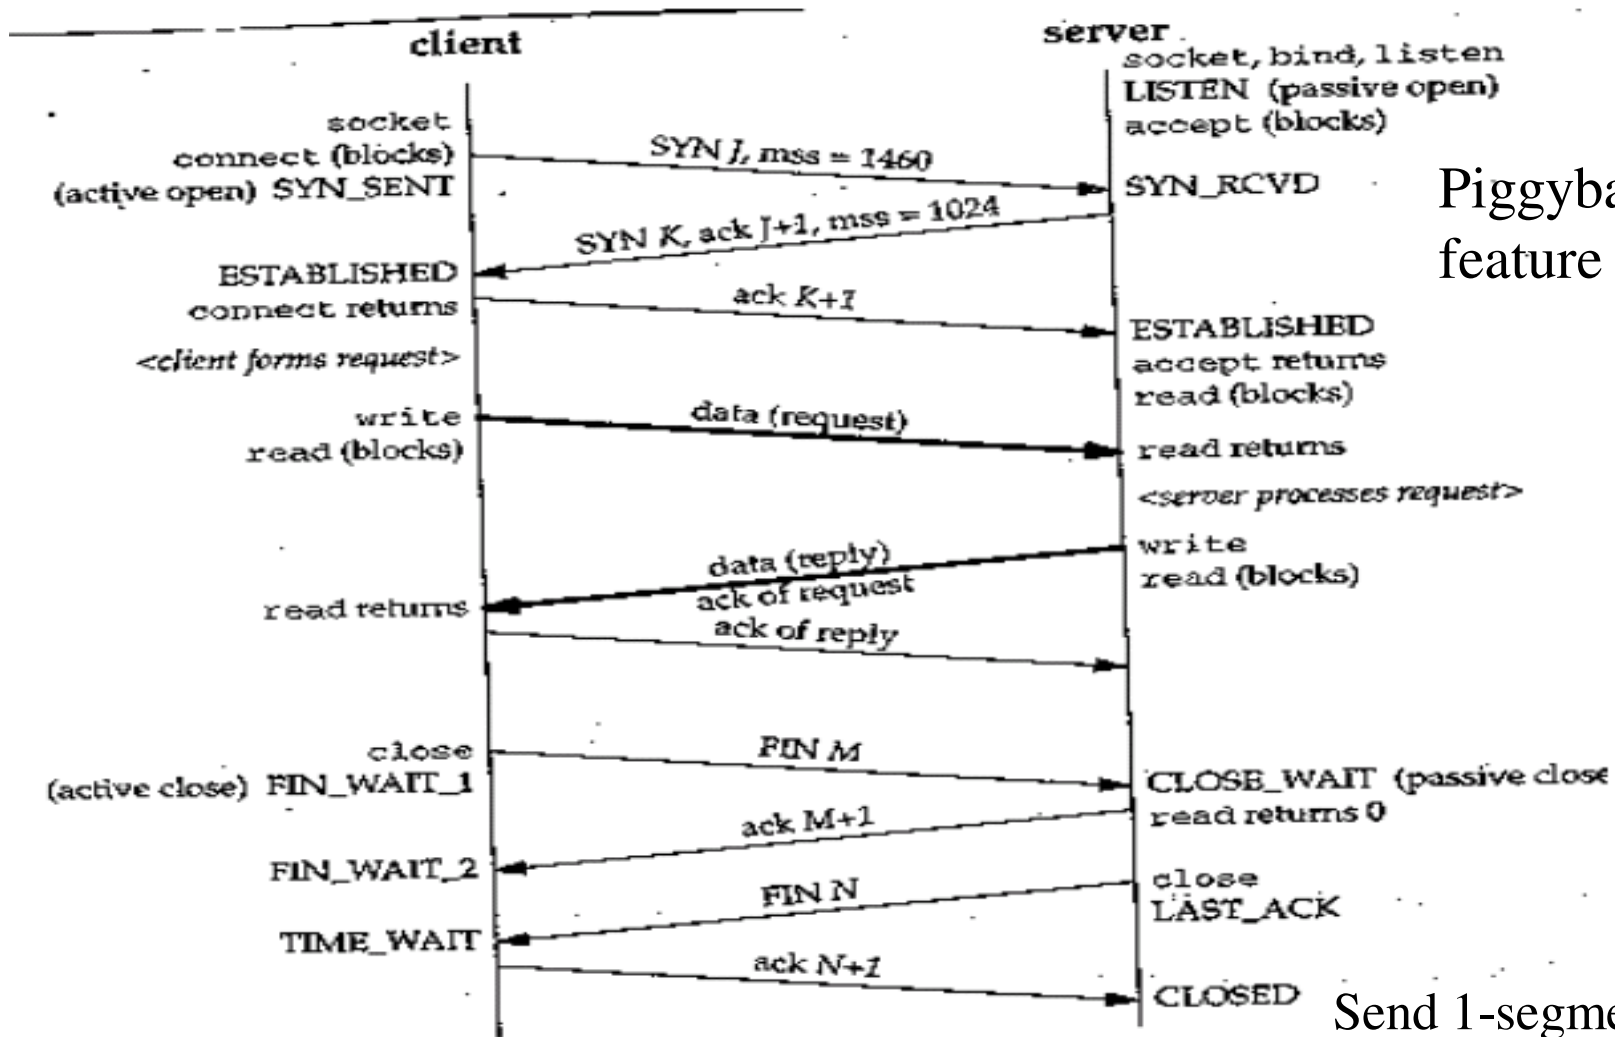 client
server
socket, bind, listen
LISTEN (passive open)
accept (blocks)
socket
connect (blocks)
(active open) SYN_SENT
SYN J, mss = 1460
SYN_RCVD
Piggyba
feature
SYN K, ack J+1, mss = 1024
ESTABLISHED
connect returns
ack K+1
ESTABLISHED
accept returns
read (blocks)
<client forms request>
write
read (blocks)
data (request)
read returns
<server processes request>
write
read (blocks)
data (reply)
ack of request
read returns
ack of reply
close
(active close) FIN_WAIT_1
FIN M
CLOSE_WAIT (passive close
read returns 0
ack M+1
FIN_WAIT_2
close
LAST_ACK
FIN N
TIME_WAIT
ack N+1
CLOSED
Send 1-segme